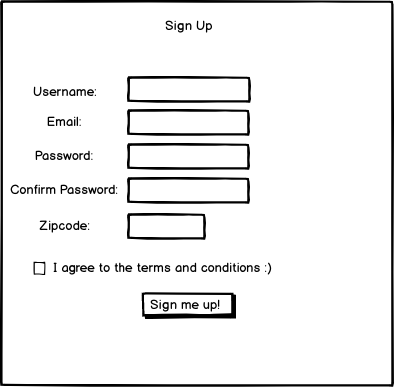 Sign Up
Username:
Email:
Password:
Confirm Password:
Zipcode:
I agree to the terms and conditions :)
Sign me up!